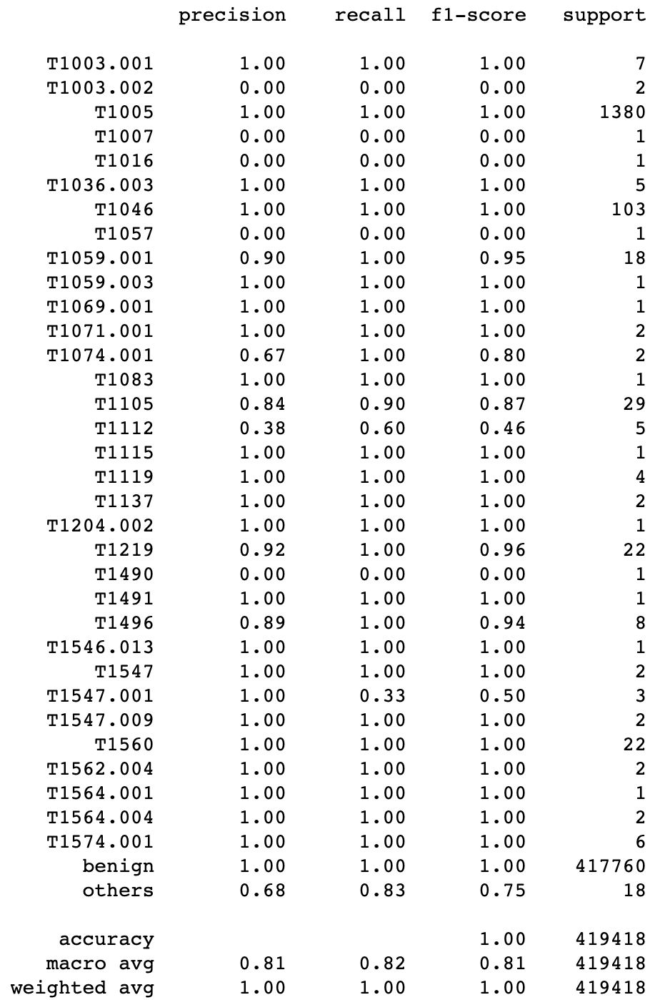 precision recall f1-score support
T1003.001 1.00 1.00 1.00 7
T1003.002 0.00 0.00 0.00 2
T1005 1.00 1.00 1.00 1380
T1007 0.00 0.00 0.00 1
T1016 0.00 0.00 0.00 1
T1036.003 1.00 1.00 1.00 5
T1046 1.00 1.00 1.00 103
T1057 0.00 0.00 0.00 1
T1059.001 0.90 1.00 0.95 18
T1059.003 1.00 1.00 1.00 1
T1069.001 1.00 1.00 1.00 1
T1071.001 1.00 1.00 1.00 2
T1074.001 0.67 1.00 0.80 2
T1083 1.00 1.00 1.00 1
T1105 0.84 0.90 0.87 29
T1112 0.38 0.60 0.46 5
T1115 1.00 1.00 1.00 1
T1119 1.00 1.00 1.00 4
T1137 1.00 1.00 1.00 2
T1204.002 1.00 1.00 1.00 1
T1219 0.92 1.00 0.96 22
T1490 0.00 0.00 0.00 1
T1491 1.00 1.00 1.00 1
T1496 0.89 1.00 0.94 8
T1546.013 1.00 1.00 1.00 1
T1547 1.00 1.00 1.00 2
T1547.001 1.00 0.33 0.50 3
T1547.009 1.00 1.00 1.00 2
T1560 1.00 1.00 1.00 22
T1562.004 1.00 1.00 1.00 2
T1564.001 1.00 1.00 1.00 1
T1564.004 1.00 1.00 1.00 2
T1574.001 1.00 1.00 1.00 6
benign 1.00 1.00 1.00 417760
others 0.68 0.83 0.75 18
accuracy 1.00 419418
macro avg 0.81 0.82 0.81 419418
weighted avg 1.00 1.00 1.00 419418